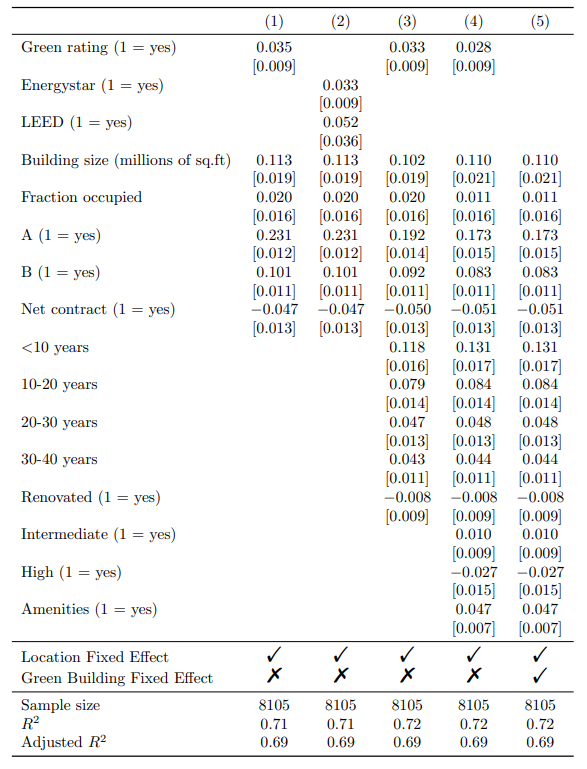 (1) (2) (3) (4) (5)
Green rating (1 = yes) 0.035 0.033 0.028
[0.009] [0.009] [0.009]
Energystar (1 = yes) 0.033
[0.009]
LEED (1 = yes) 0.052
[0.036]
Building size (millions of sq.ft) 0.113 0.113 0.102 0.110 0.110
[0.019] [0.019] [0.019] [0.021] [0.021]
Fraction occupied 0.020 0.020 0.020 0.011 0.011
[0.016] [0.016] [0.016] [0.016] [0.016]
A (1 = yes) 0.231 0.231 0.192 0.173 0.173
[0.012] [0.012] [0.014] [0.015] [0.015]
B (1 = yes) 0.101 0.101 0.092 0.083 0.083
[0.011] [0.011] [0.011] [0.011] [0.011]
Net contract (1 = yes) −0.047 −0.047 −0.050 −0.051 −0.051
[0.013] [0.013] [0.013] [0.013] [0.013]
<10 years 0.118 0.131 0.131
[0.016] [0.017] [0.017]
10-20 years 0.079 0.084 0.084
[0.014] [0.014] [0.014]
20-30 years 0.047 0.048 0.048
[0.013] [0.013] [0.013]
30-40 years 0.043 0.044 0.044
[0.011] [0.011] [0.011]
Renovated (1 = yes) −0.008 −0.008 −0.008
[0.009] [0.009] [0.009]
Intermediate (1 = yes) 0.010 0.010
[0.009] [0.009]
High (1 = yes) −0.027 −0.027
[0.015] [0.015]
Amenities (1 = yes) 0.047 0.047
[0.007] [0.007]
Location Fixed Effect ✓ ✓ ✓ ✓ ✓
Green Building Fixed Effect ✗ ✗ ✗ ✗ ✓
Sample size 8105 8105 8105 8105 8105
R² 0.71 0.71 0.72 0.72 0.72
Adjusted R² 0.69 0.69 0.69 0.69 0.69